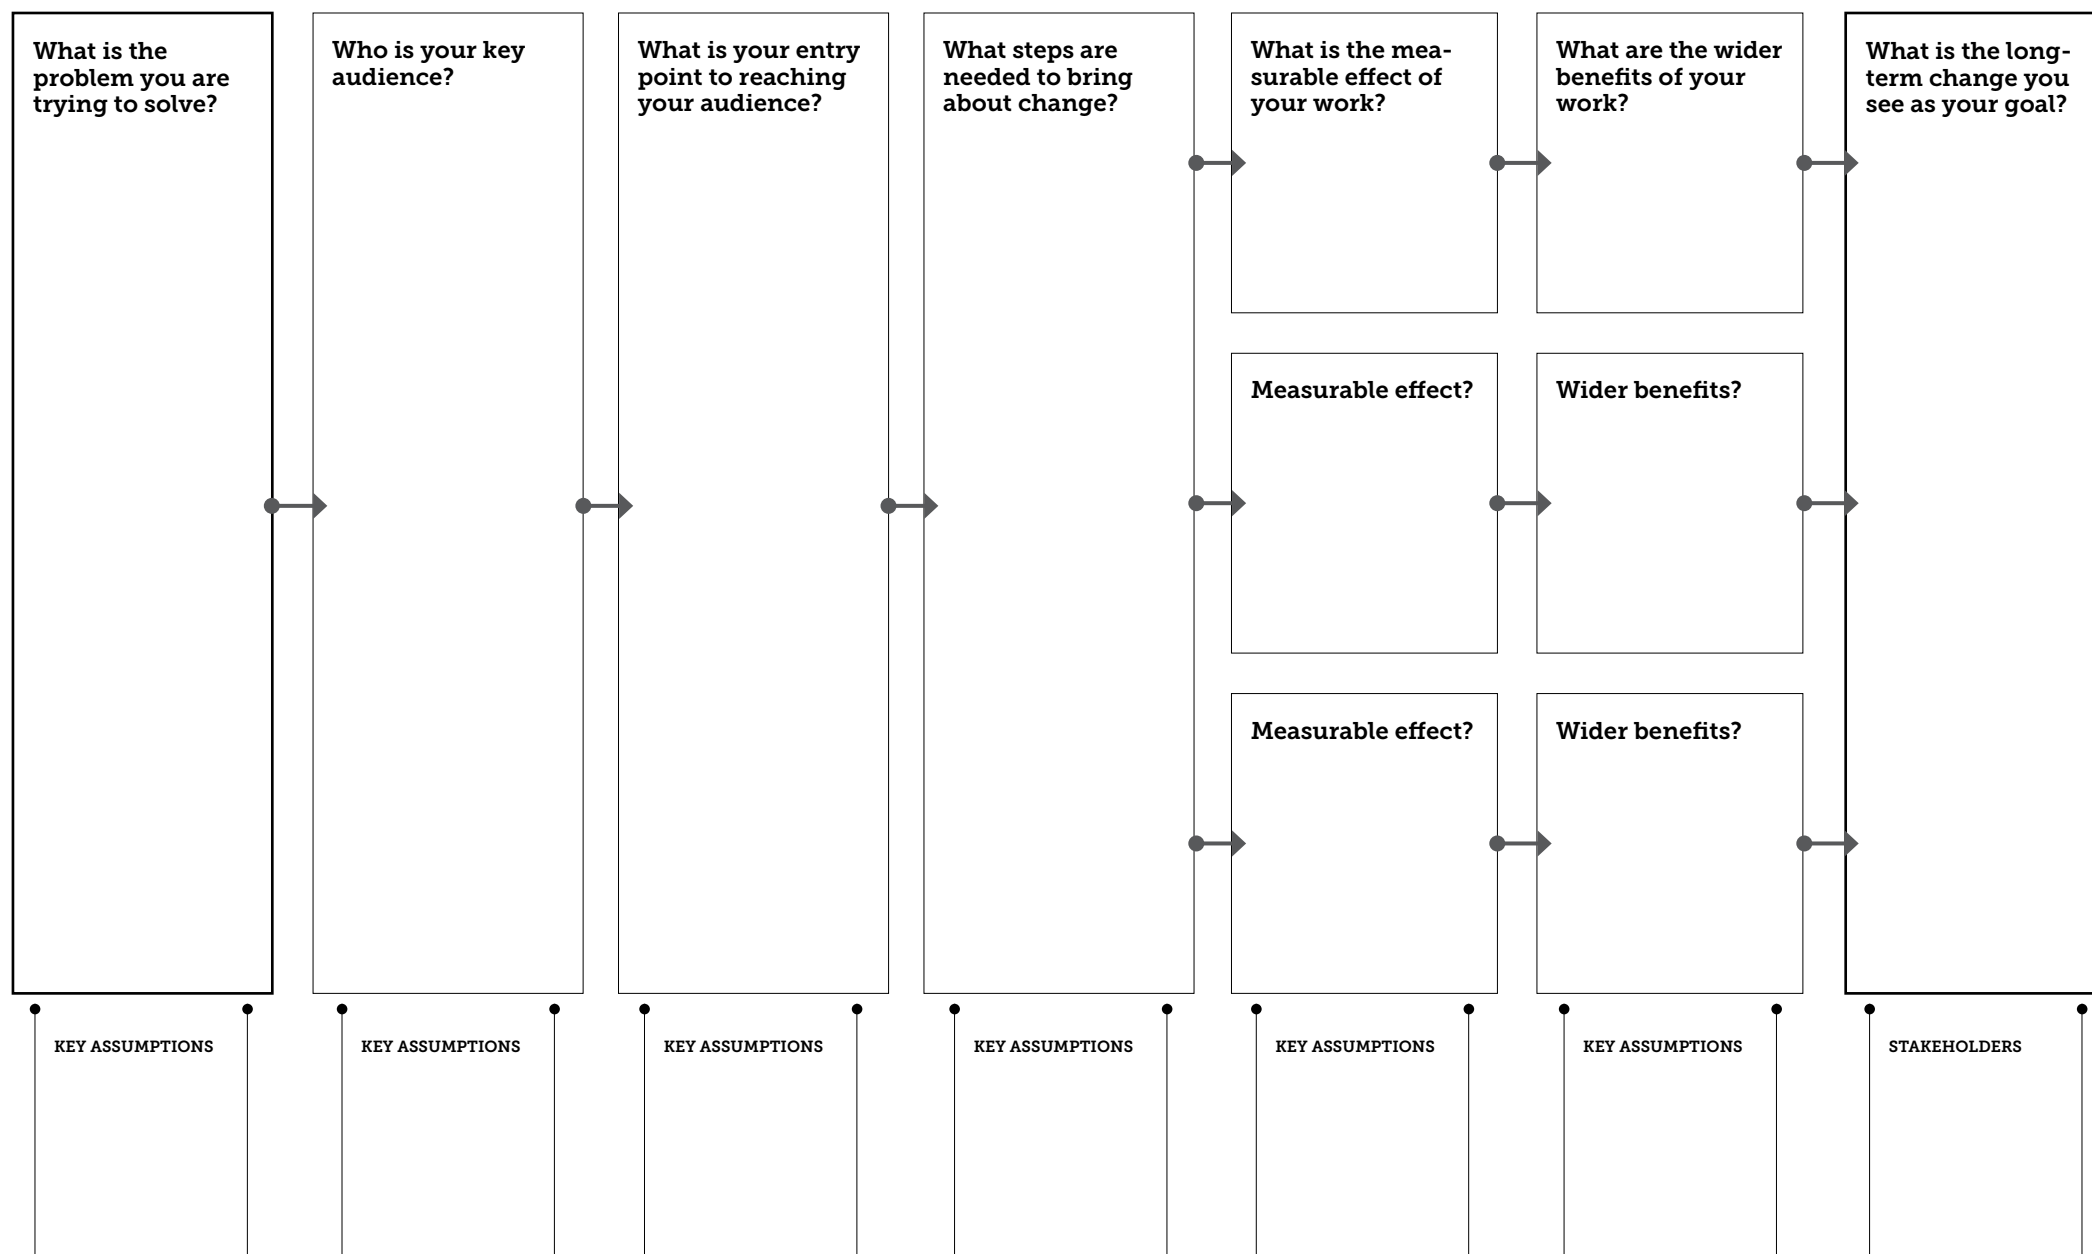 What is the
problem you are
trying to solve?
Who is your key
audience?
What is your entry
point to reaching
your audience?
What steps are
needed to bring
about change?
What is the mea-
surable effect of
your work?
What are the wider
benefits of your
work?
What is the long-
term change you
see as your goal?
Measurable effect?
Wider benefits?
Measurable effect?
Wider benefits?
KEY ASSUMPTIONS
KEY ASSUMPTIONS
KEY ASSUMPTIONS
KEY ASSUMPTIONS
KEY ASSUMPTIONS
KEY ASSUMPTIONS
STAKEHOLDERS